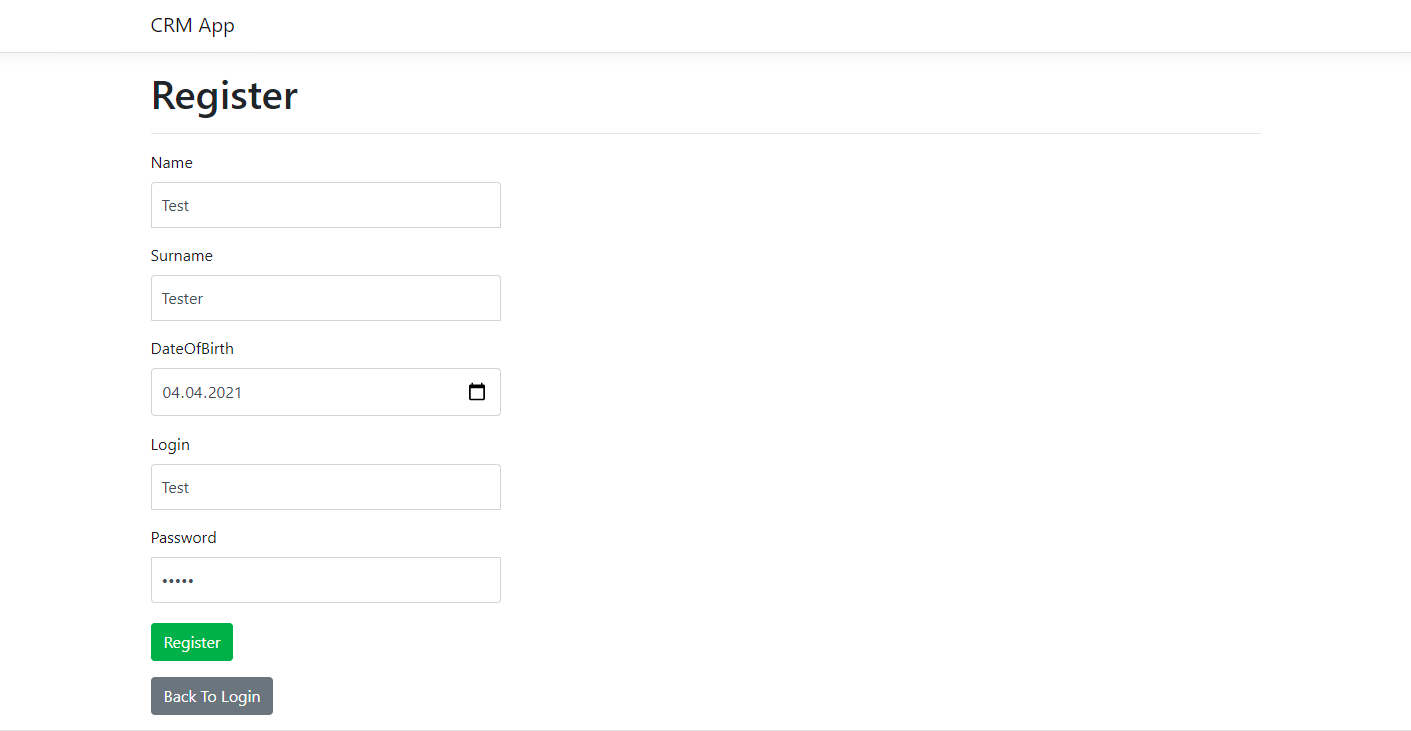 CRM App
Register
Name
Test
Surname
Tester
DateOfBirth
04.04.2021
Login
Test
Password
•••••
Register
Back To Login